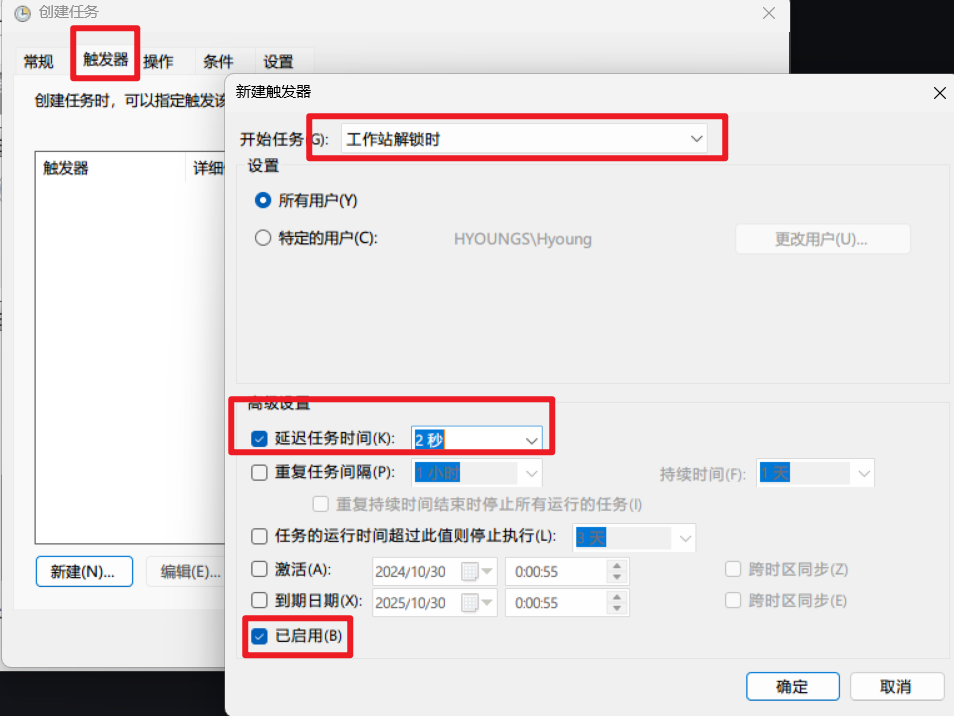 创建任务
常规 触发器 操作 条件 设置
创建任务时，可以指定触发该
触发器 详细
新建(N)... 编辑(E)...
新建触发器
开始任务(G): 工作站解锁时
设置
所有用户(Y)
特定的用户(C): HYOUNGS\Hyoung 更改用户(U)...
高级设置
延迟任务时间(K): 2 秒
重复任务间隔(P): 1 小时 持续时间(F): 1 天
重复持续时间结束时停止所有运行的任务(I)
任务的运行时间超过此值则停止执行(L): 3 天
激活(A): 2024/10/30 0:00:55 跨时区同步(Z)
到期日期(X): 2025/10/30 0:00:55 跨时区同步(E)
已启用(B)
确定 取消